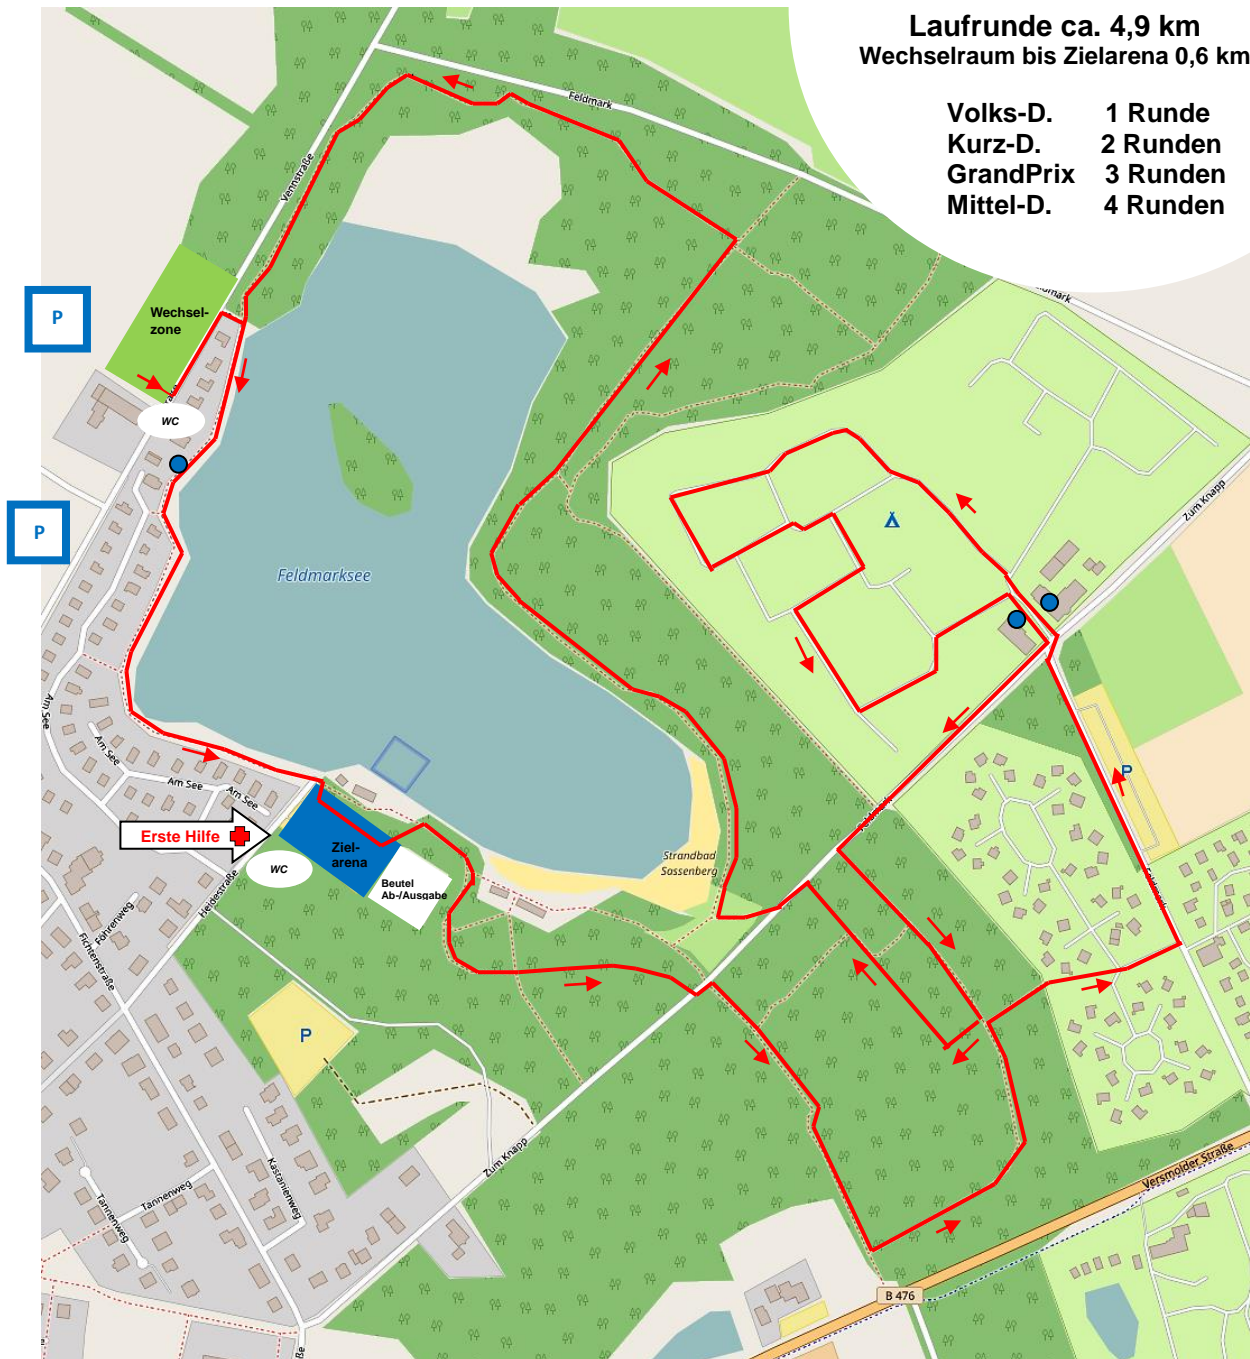 Laufrunde ca. 4,9 km
Wechselraum bis Zielarena 0,6 km
Volks-D. 1 Runde
Kurz-D. 2 Runden
GrandPrix 3 Runden
Mittel-D. 4 Runden
Feldmark
Vennstraße
P
Wechsel-
zone
WC
P
Feldmarksee
Zum Knapp
Am See
Am See
Am See
Am See
Erste Hilfe
Ziel-
arena
WC
Beutel
Ab-/Ausgabe
Strandbad
Sassenberg
Feldmark
P
Feldmark
Heidestraße
Föhrenweg
Fichtenstraße
P
Zum Knapp
Kastanienweg
Tannenweg
Tannenweg
Versmolder Straße
B 476